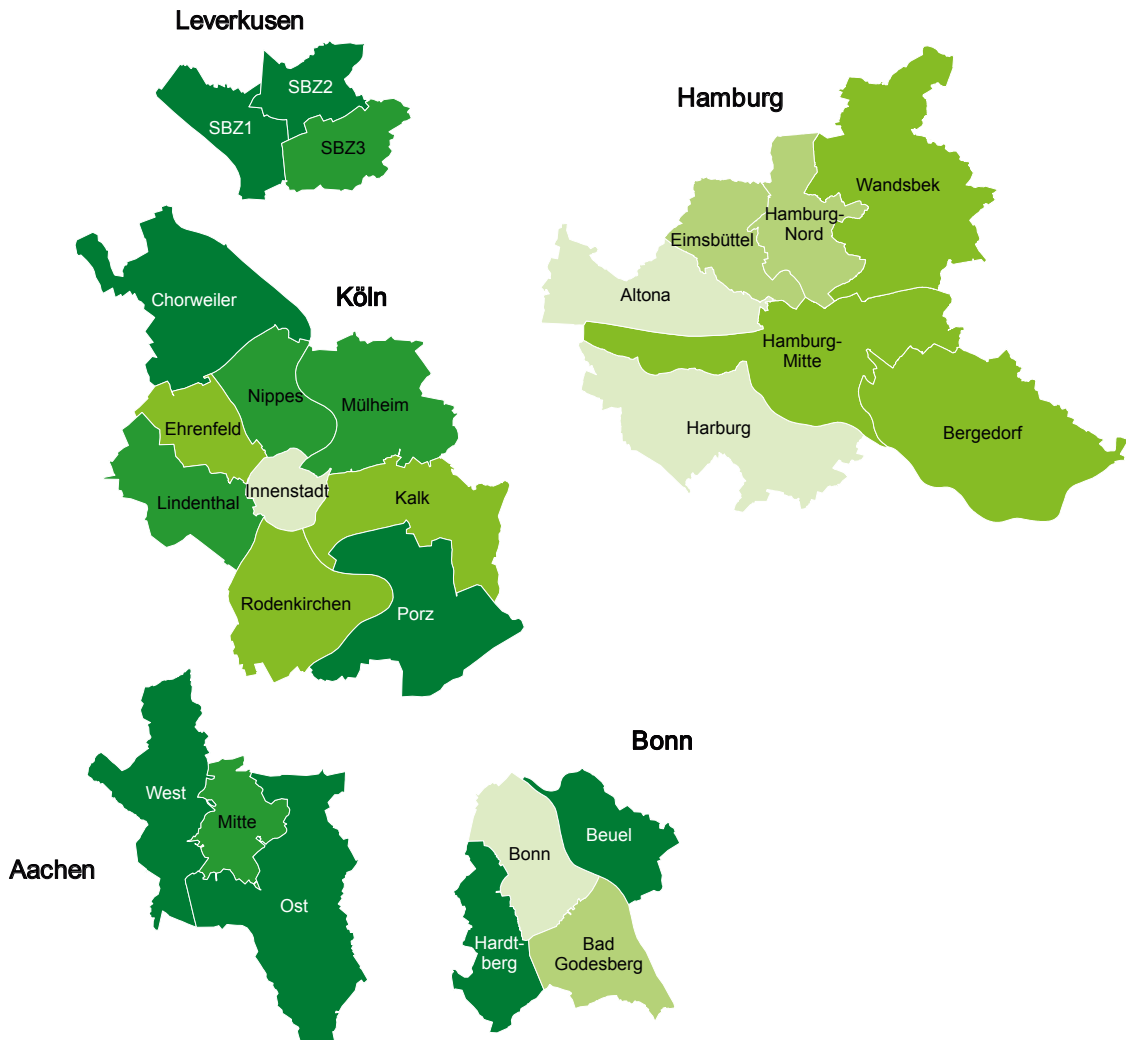 Leverkusen
SBZ2
SBZ1
SBZ3
Hamburg
Wandsbek
Hamburg-
Nord
Eimsbüttel
Altona
Hamburg-
Mitte
Harburg
Bergedorf
Köln
Chorweiler
Nippes
Mülheim
Ehrenfeld
Innenstadt
Lindenthal
Kalk
Rodenkirchen
Porz
Aachen
West
Mitte
Ost
Bonn
Beuel
Bonn
Hardt-
berg
Bad
Godesberg